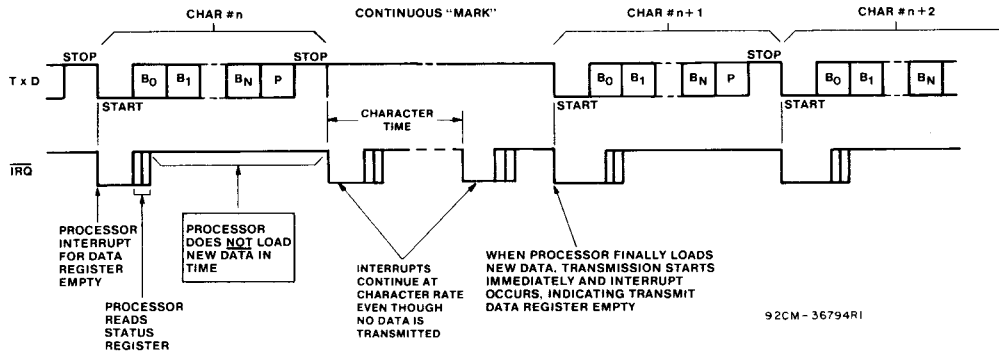 CHAR #n
CONTINUOUS "MARK"
CHAR #n+1
CHAR #n+2
STOP
STOP
STOP
T x D
B0
B1
BN
P
B0
B1
BN
P
B0
B1
BN
START
START
START
CHARACTER
TIME
IRQ
PROCESSOR
INTERRUPT
FOR DATA
REGISTER
EMPTY
PROCESSOR
READS
STATUS
REGISTER
PROCESSOR
DOES NOT LOAD
NEW DATA IN
TIME
INTERRUPTS
CONTINUE AT
CHARACTER RATE
EVEN THOUGH
NO DATA IS
TRANSMITTED
WHEN PROCESSOR FINALLY LOADS
NEW DATA, TRANSMISSION STARTS
IMMEDIATELY AND INTERRUPT
OCCURS, INDICATING TRANSMIT
DATA REGISTER EMPTY
92CM-36794R1